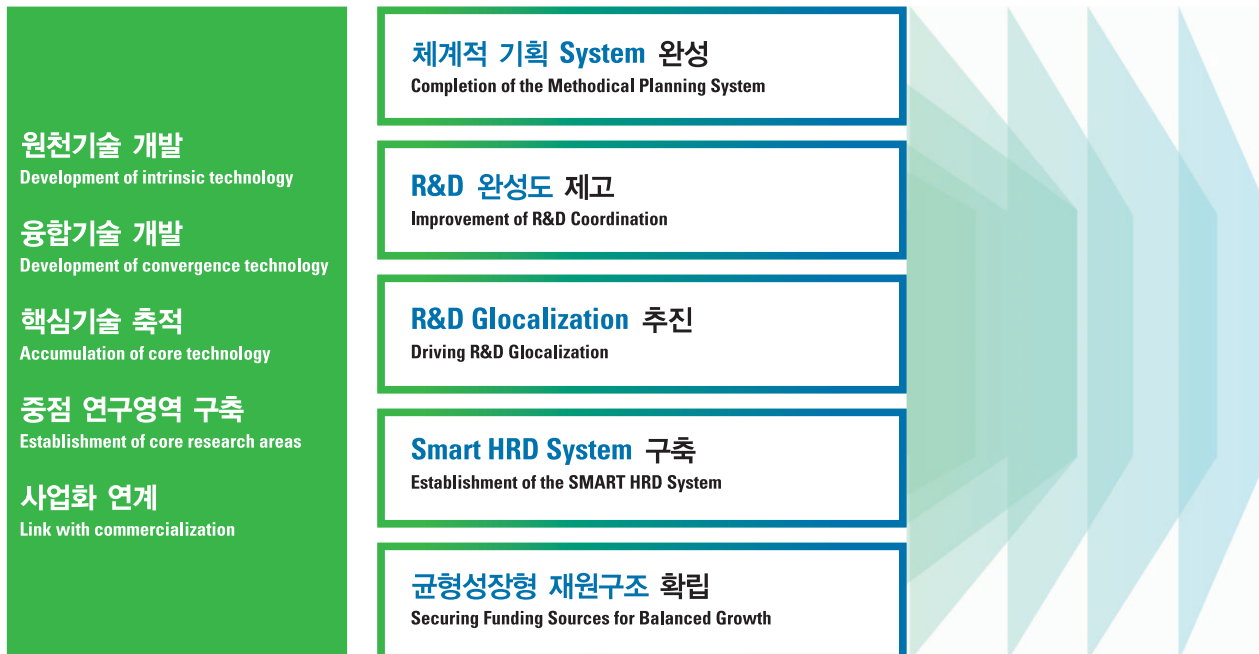 원천기술 개발
Development of intrinsic technology
융합기술 개발
Development of convergence technology
핵심기술 축적
Accumulation of core technology
중점 연구영역 구축
Establishment of core research areas
사업화 연계
Link with commercialization
체계적 기획 System 완성
Completion of the Methodical Planning System
R&D 완성도 제고
Improvement of R&D Coordination
R&D Glocalization 추진
Driving R&D Glocalization
Smart HRD System 구축
Establishment of the SMART HRD System
균형성장형 재원구조 확립
Securing Funding Sources for Balanced Growth